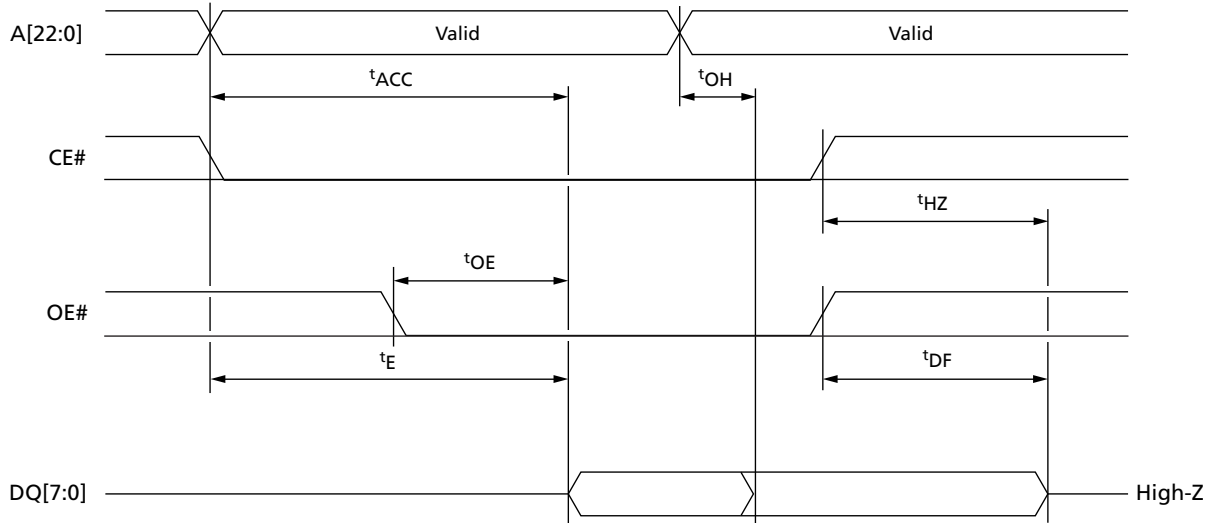 A[22:0]
Valid
Valid
tACC
tOH
CE#
tHZ
tOE
OE#
tE
tDF
DQ[7:0]
High-Z